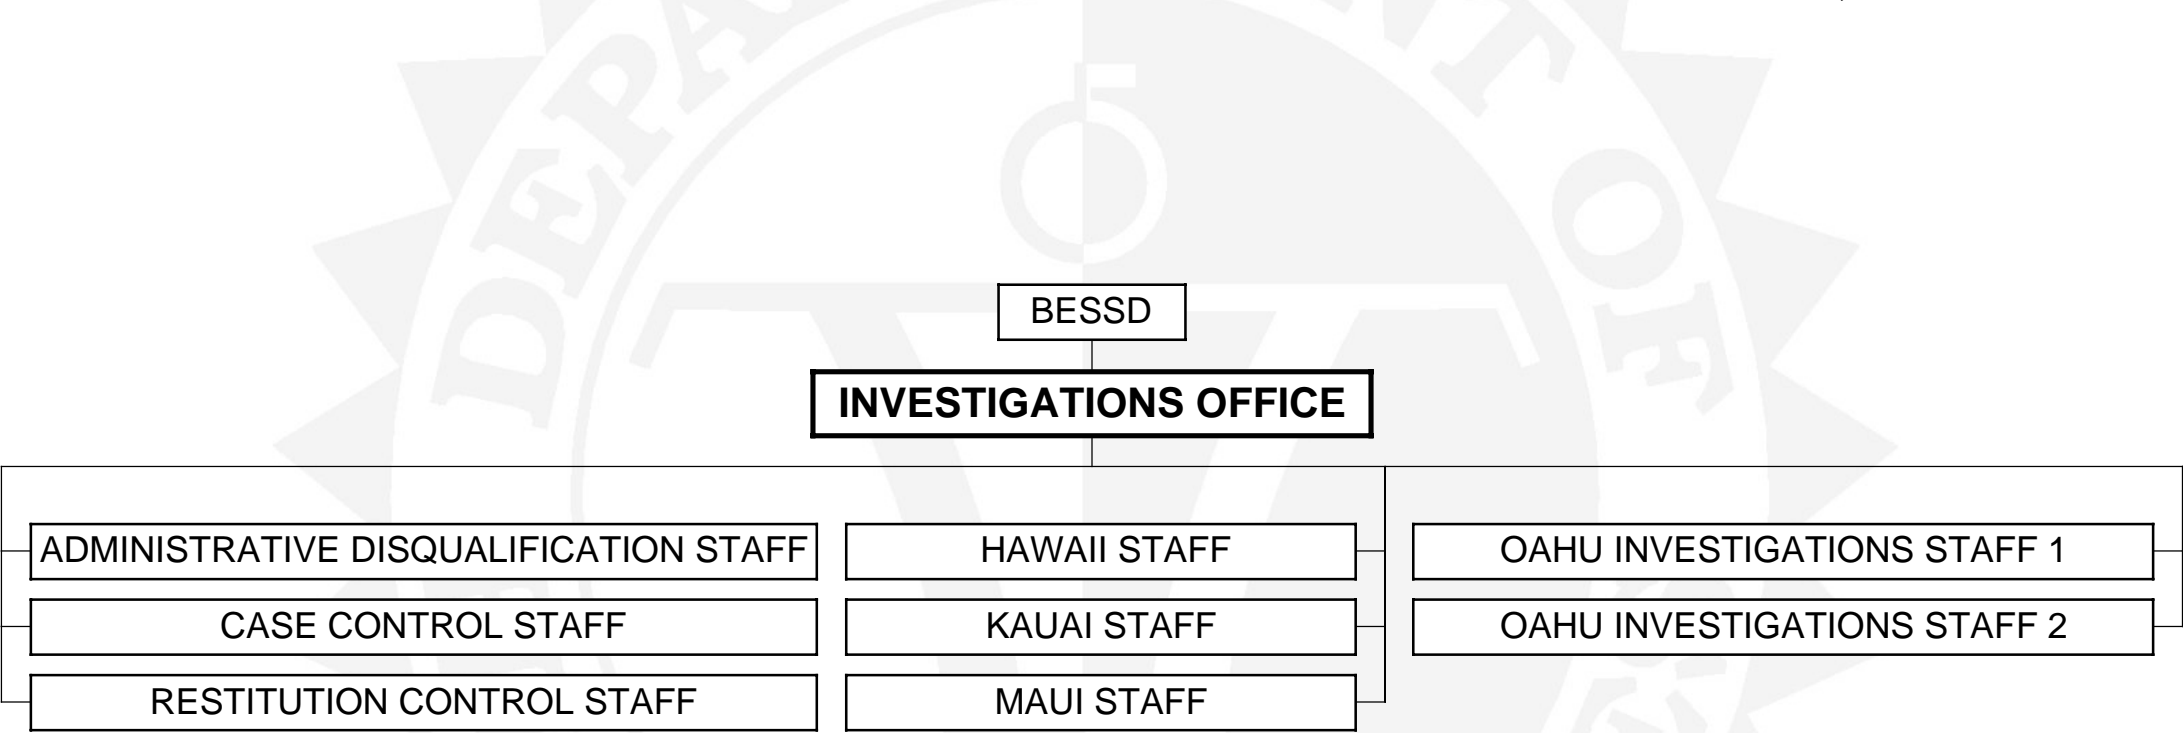 BESSD
INVESTIGATIONS OFFICE
ADMINISTRATIVE DISQUALIFICATION STAFF
CASE CONTROL STAFF
RESTITUTION CONTROL STAFF
HAWAII STAFF
KAUAI STAFF
MAUI STAFF
OAHU INVESTIGATIONS STAFF 1
OAHU INVESTIGATIONS STAFF 2